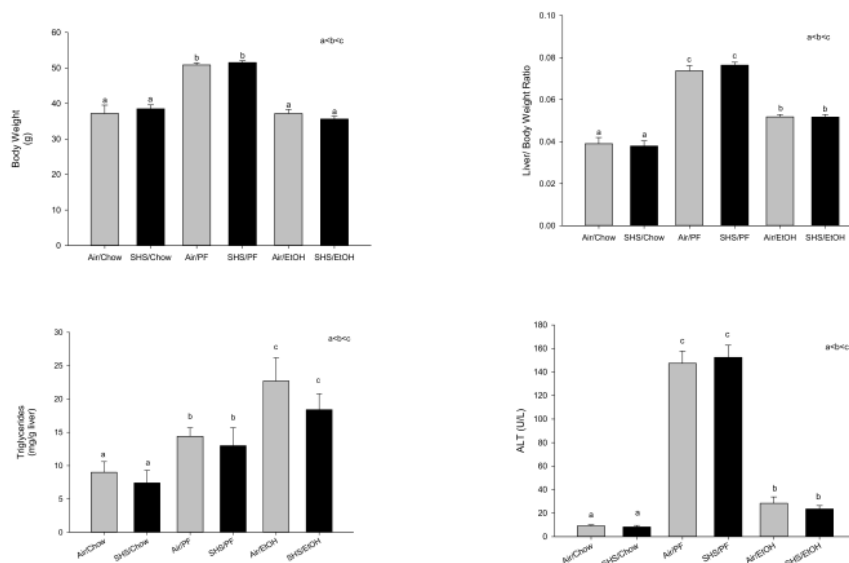 60
50
40
30
20
10
0
Body Weight
(g)
a a b b a a
a<b<c
Air/Chow SHS/Chow Air/PF SHS/PF Air/EtOH SHS/EtOH
0.10
0.08
0.06
0.04
0.02
0.00
Liver/ Body Weight Ratio
a a c c b b
a<b<c
Air/Chow SHS/Chow Air/PF SHS/PF Air/EtOH SHS/EtOH
30
25
20
15
10
5
0
Triglycerides
(mg/g liver)
a a b b c c
a<b<c
Air/Chow SHS/Chow Air/PF SHS/PF Air/EtOH SHS/EtOH
180
160
140
120
100
80
60
40
20
0
ALT (U/L)
a a c c b b
a<b<c
Air/Chow SHS/Chow Air/PF SHS/PF Air/EtOH SHS/EtOH